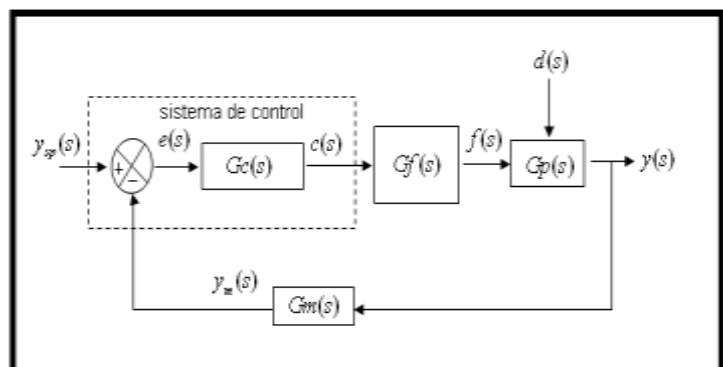 d(s)
sistema de control
y_sp(s)
e(s)
c(s)
f(s)
+
−
Gc(s)
Gf(s)
Gp(s)
y(s)
y_m(s)
Gm(s)